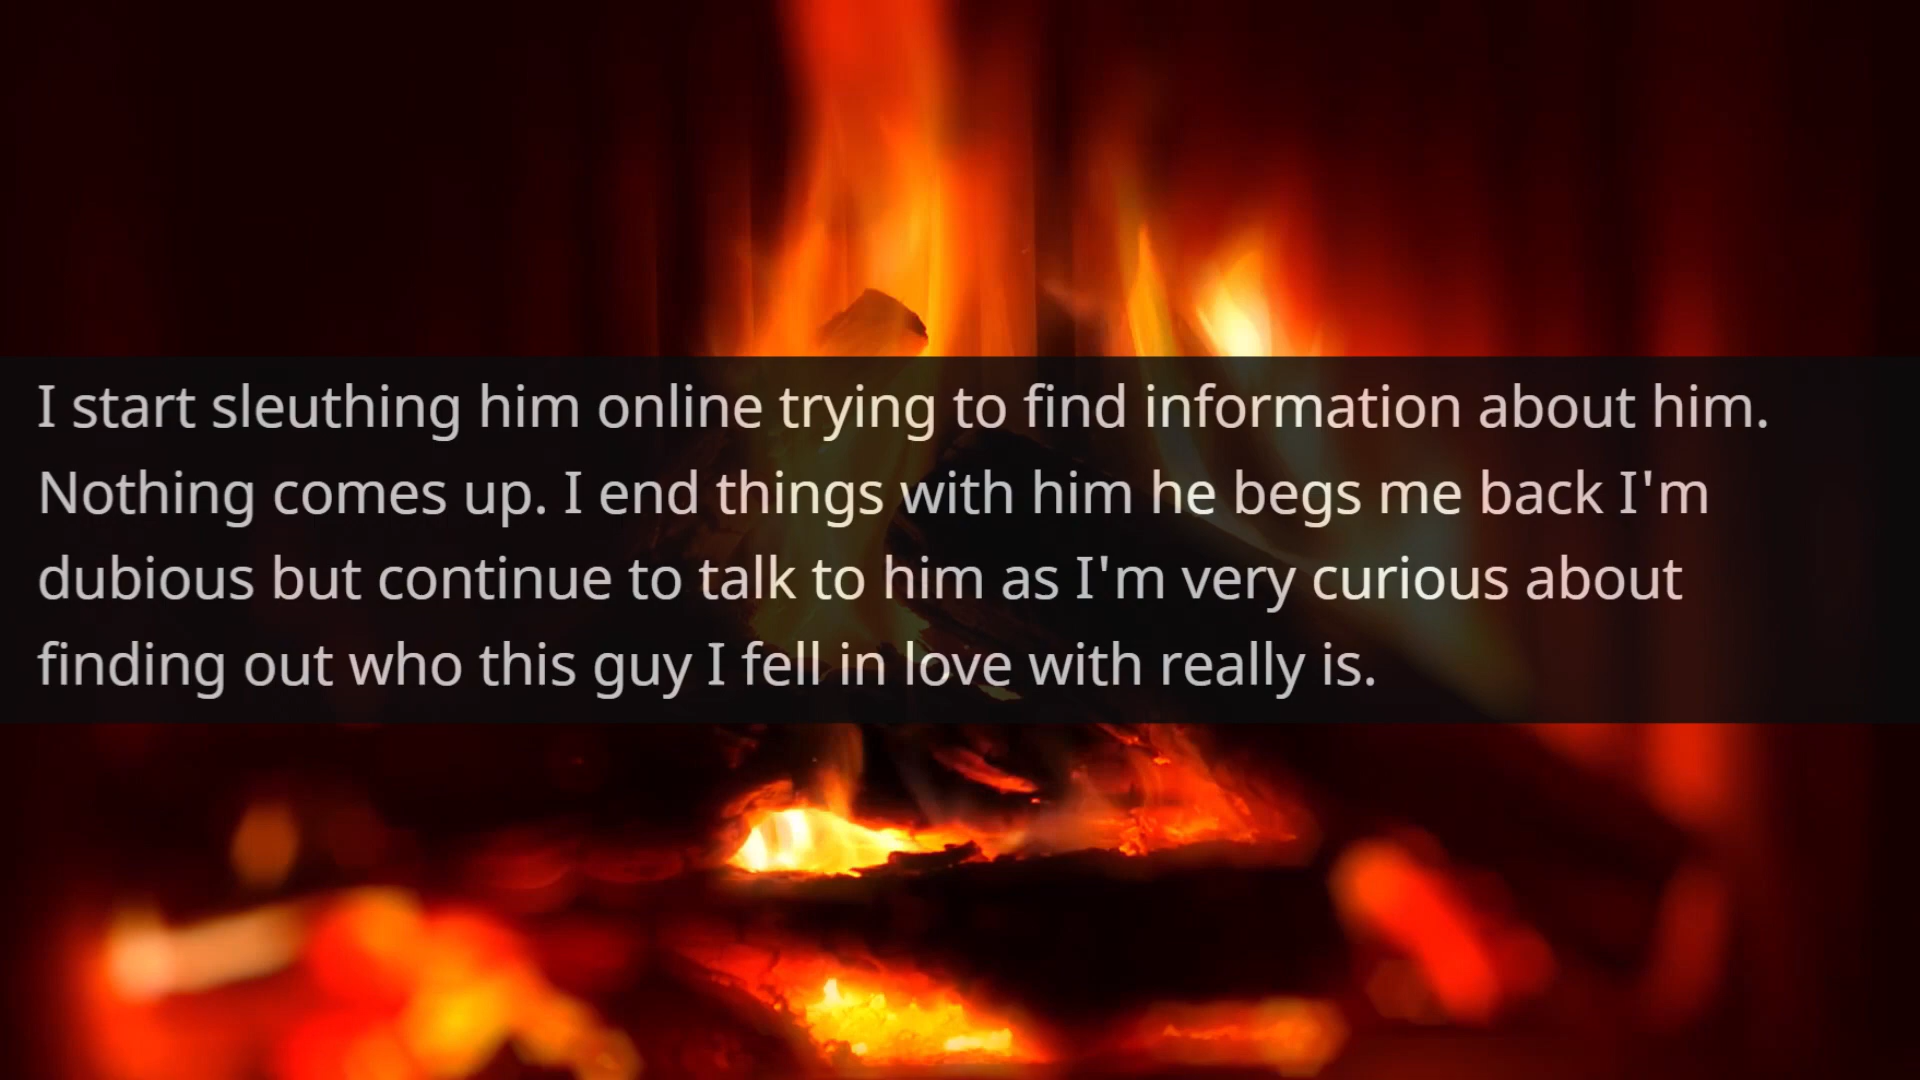 I start sleuthing him online trying to find information about him.
Nothing comes up. I end things with him he begs me back I'm
dubious but continue to talk to him as I'm very curious about
finding out who this guy I fell in love with really is.